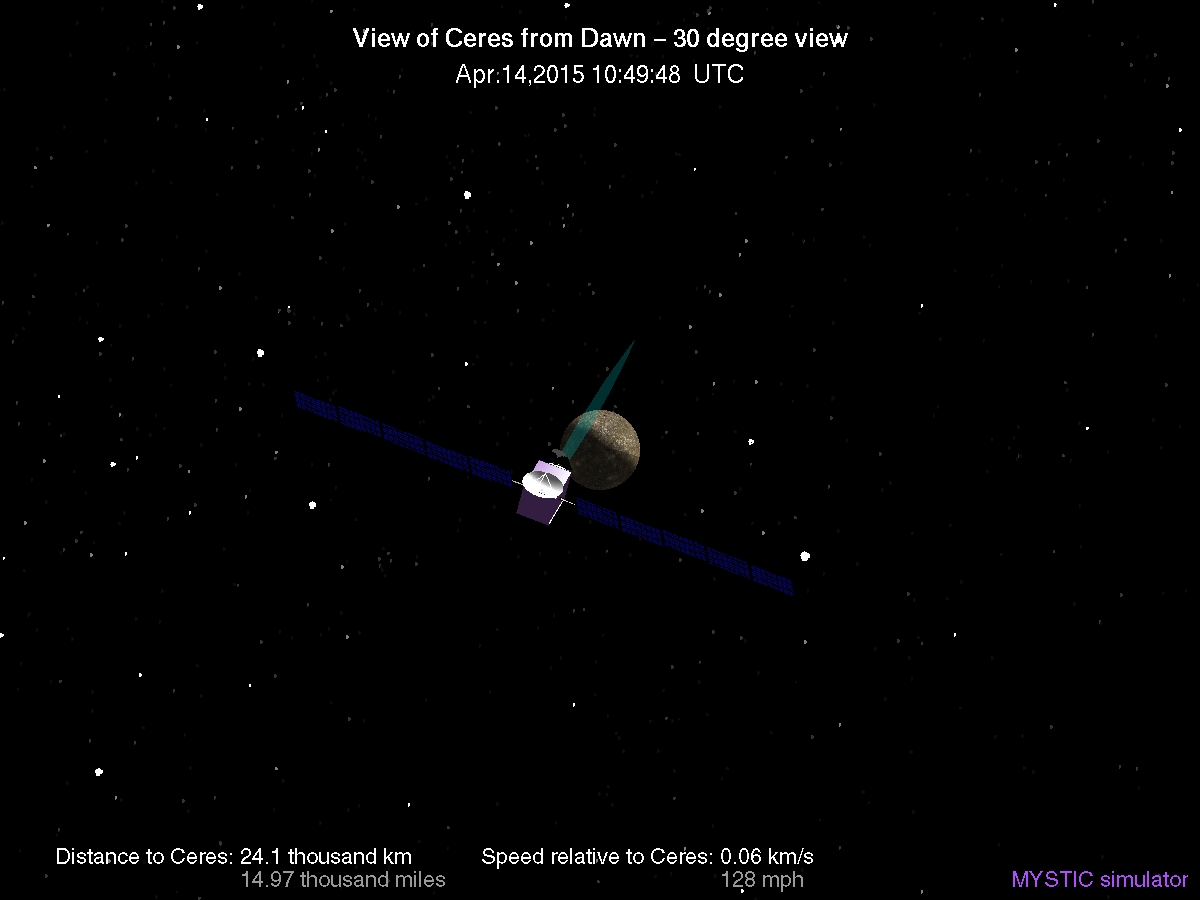 View of Ceres from Dawn – 30 degree view
Apr.14,2015 10:49:48 UTC
Distance to Ceres: 24.1 thousand km
14.97 thousand miles
Speed relative to Ceres: 0.06 km/s
128 mph
MYSTIC simulator